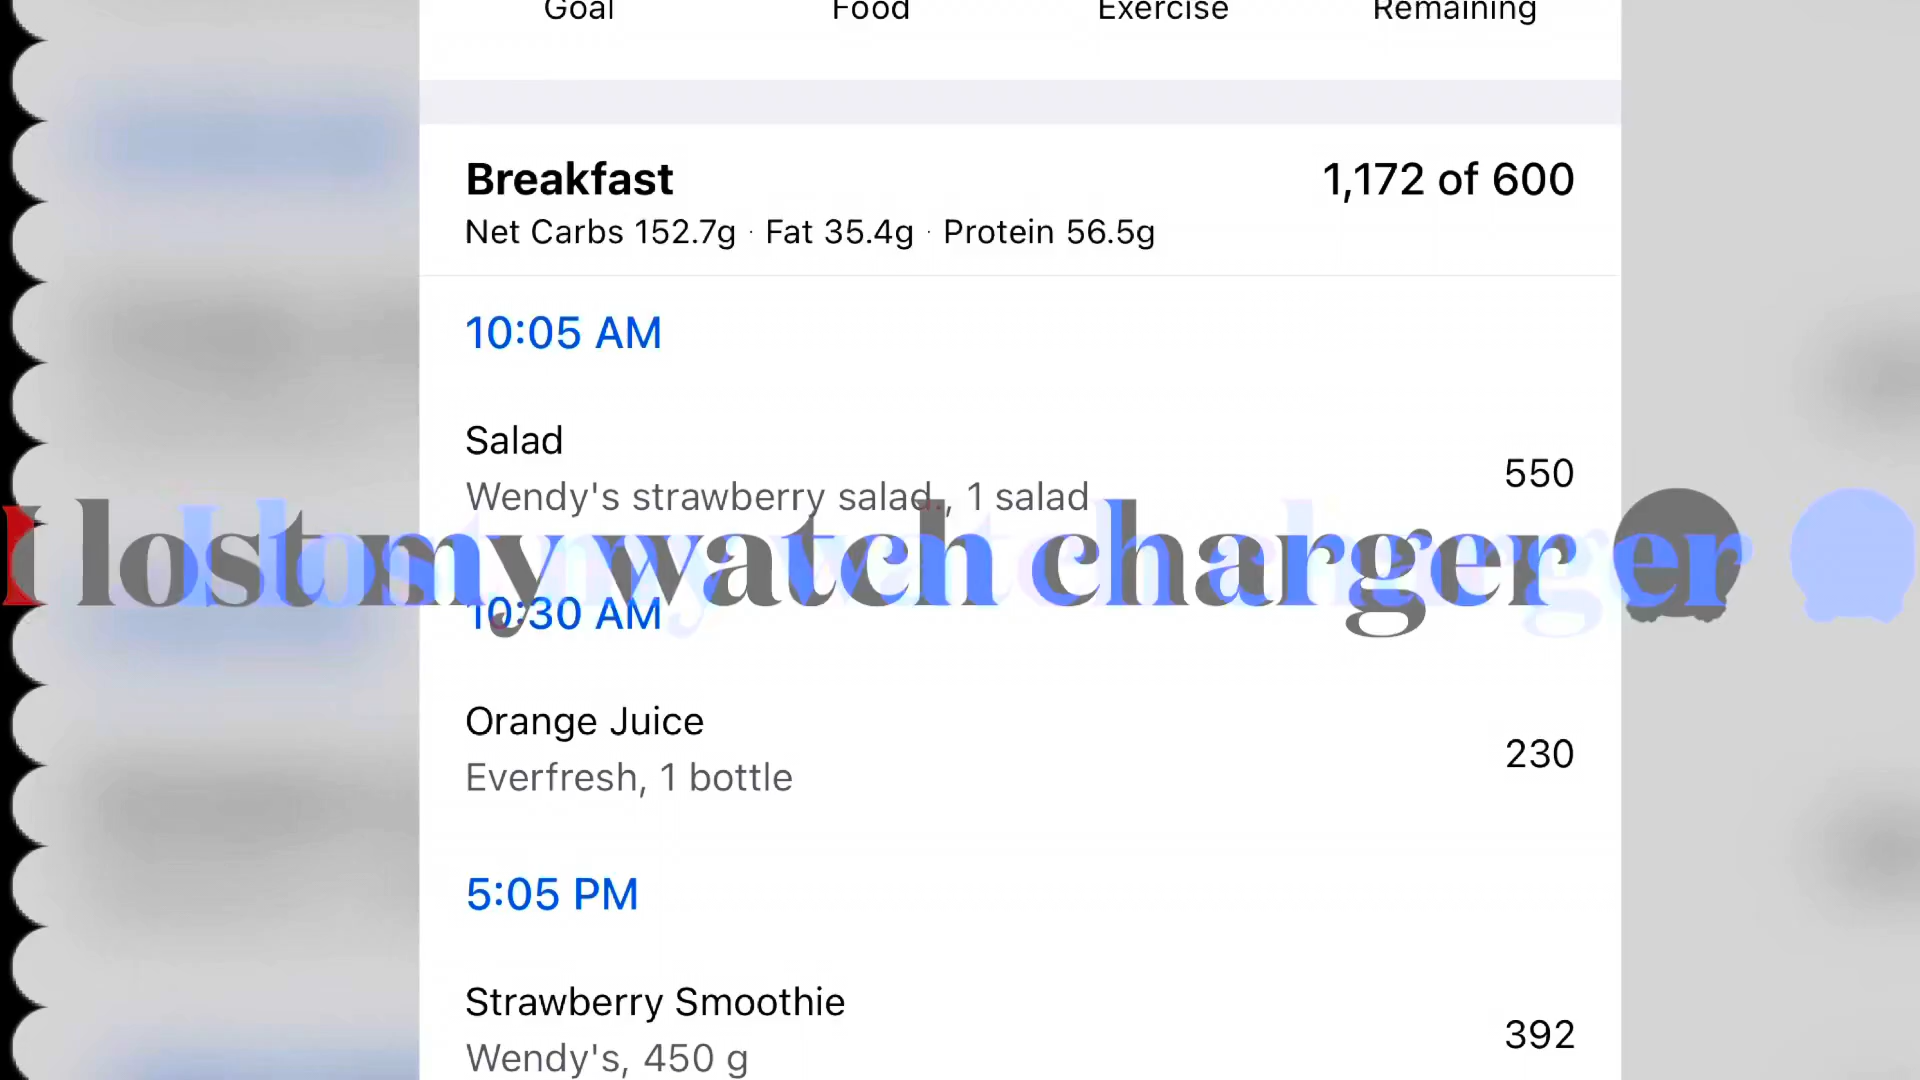 Goal Food Exercise Remaining
Breakfast 1,172 of 600
Net Carbs 152.7g · Fat 35.4g · Protein 56.5g
10:05 AM
Salad 550
Wendy's strawberry salad., 1 salad
I lost my watch charger
10:30 AM
Orange Juice 230
Everfresh, 1 bottle
5:05 PM
Strawberry Smoothie 392
Wendy's, 450 g